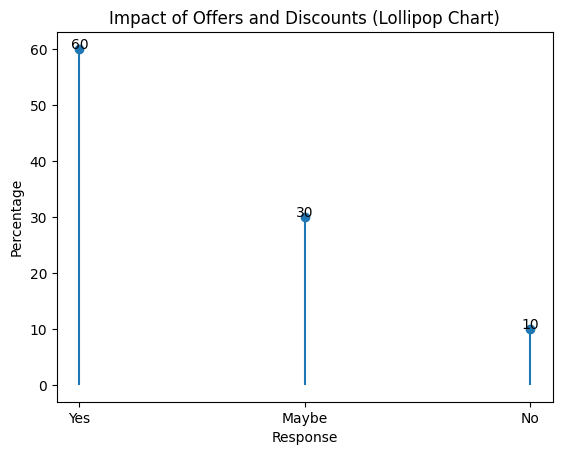 Impact of Offers and Discounts (Lollipop Chart)
60
60
50
40
30
30
20
10
10
0
Percentage
Yes
Maybe
No
Response